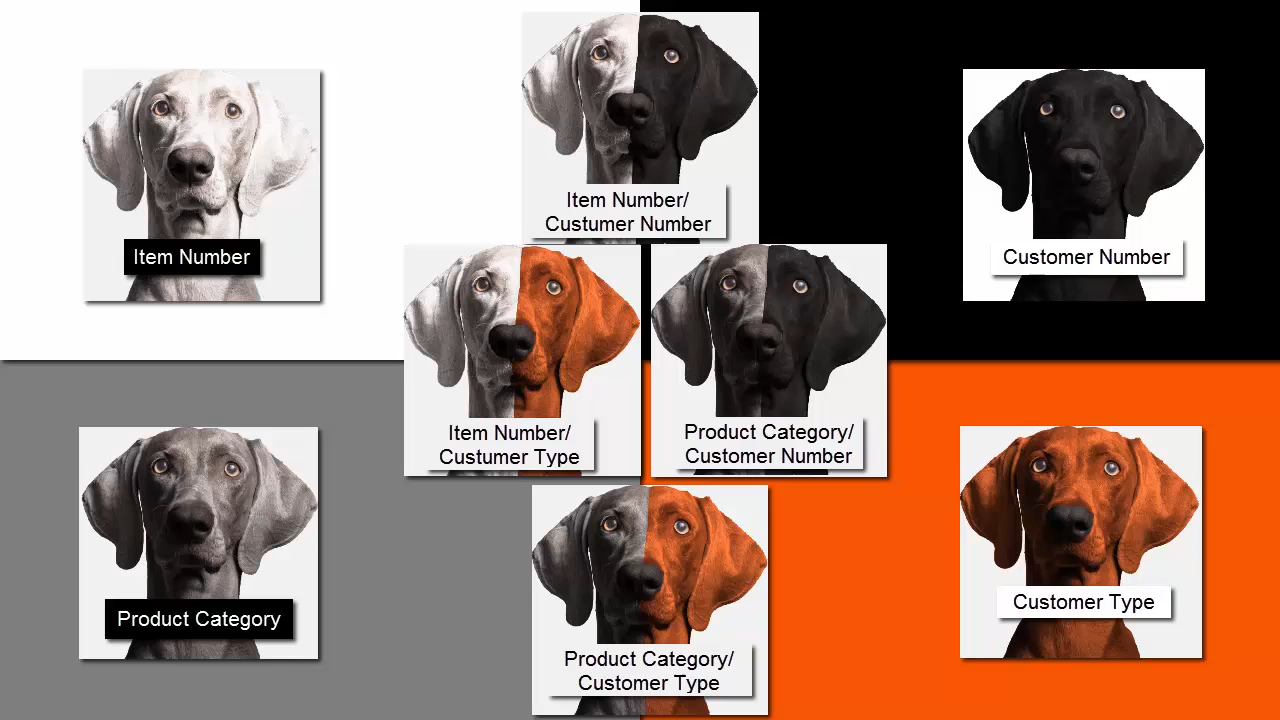 Item Number/
Custumer Number
Item Number
Customer Number
Item Number/
Custumer Type
Product Category/
Customer Number
Product Category
Customer Type
Product Category/
Customer Type